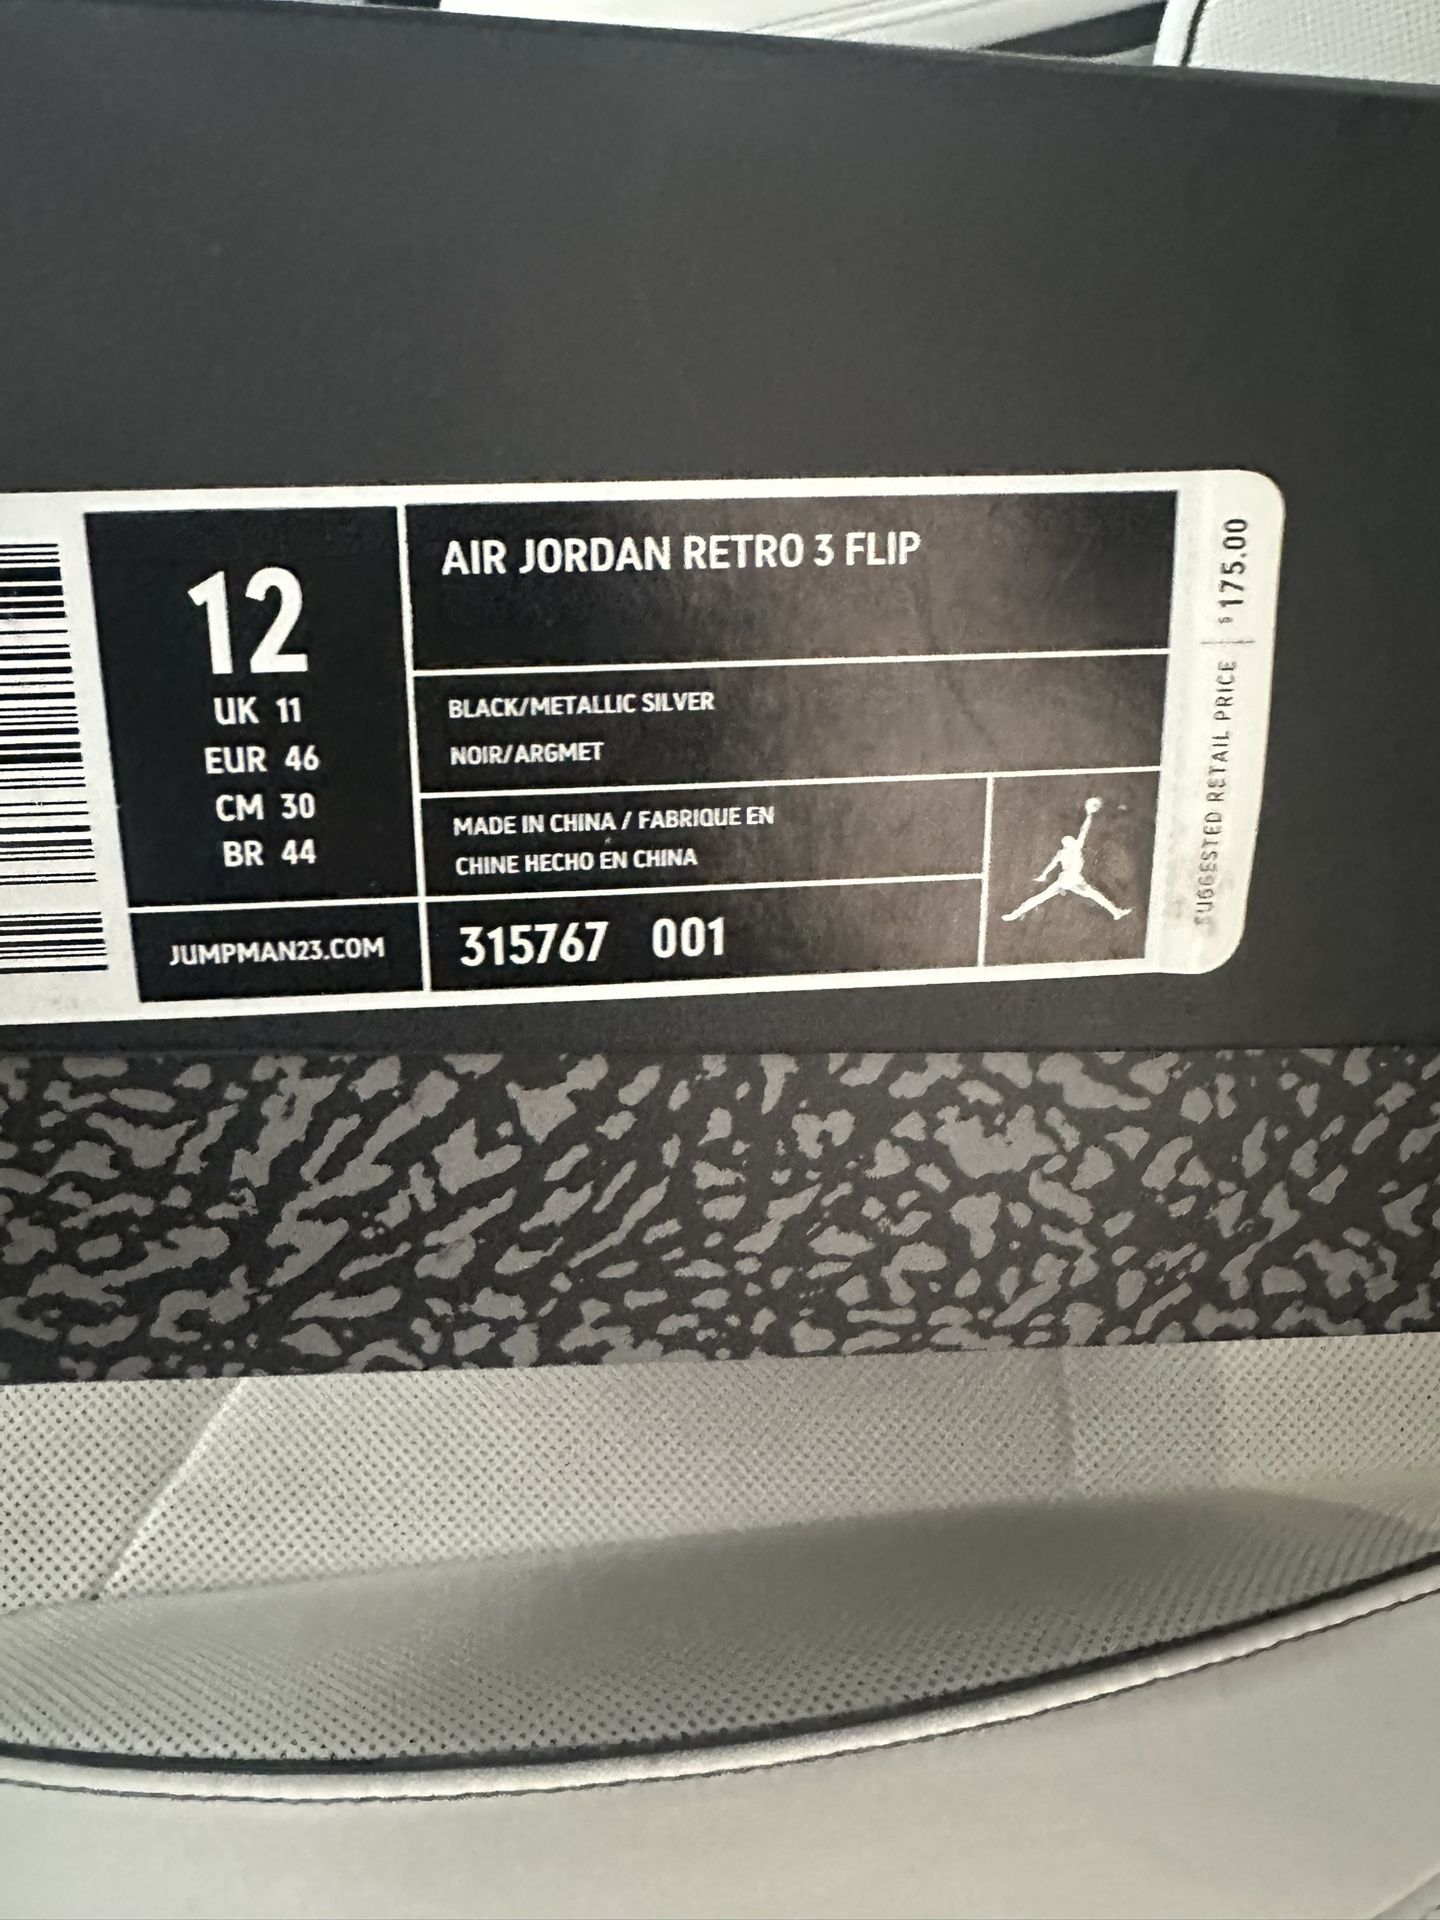 12
UK 11
EUR 46
CM 30
BR 44
JUMPMAN23.COM
AIR JORDAN RETRO 3 FLIP
BLACK/METALLIC SILVER
NOIR/ARGMET
MADE IN CHINA / FABRIQUE EN
CHINE HECHO EN CHINA
315767 001
SUGGESTED RETAIL PRICE $175.00